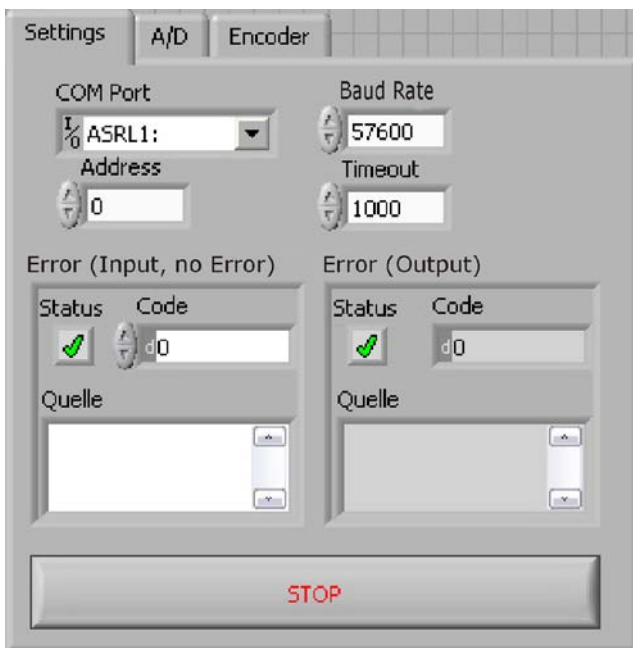 Settings A/D Encoder
COM Port Baud Rate
I/O ASRL1: 57600
Address Timeout
0 1000
Error (Input, no Error) Error (Output)
Status Code Status Code
d0 d0
Quelle Quelle
STOP